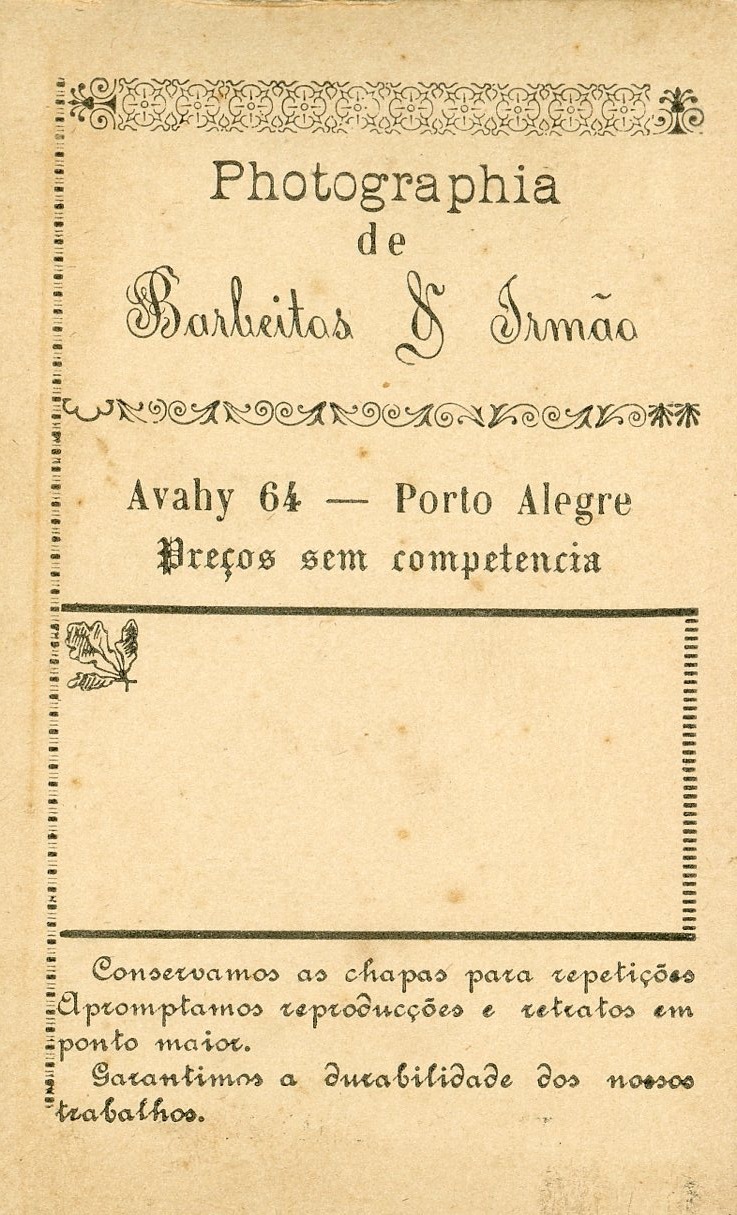 Photographia
de
Barbeitos & Irmão
Avahy 64 — Porto Alegre
Preços sem competencia
Conservamos as chapas para repetições
Apromptamos reproducções e retratos em
ponto maior.
Garantimos a durabilidade dos nossos
trabalhos.